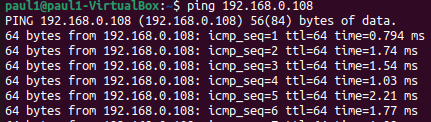 paul1@paul1-VirtualBox:~$ ping 192.168.0.108
PING 192.168.0.108 (192.168.0.108) 56(84) bytes of data.
64 bytes from 192.168.0.108: icmp_seq=1 ttl=64 time=0.794 ms
64 bytes from 192.168.0.108: icmp_seq=2 ttl=64 time=1.74 ms
64 bytes from 192.168.0.108: icmp_seq=3 ttl=64 time=1.54 ms
64 bytes from 192.168.0.108: icmp_seq=4 ttl=64 time=1.03 ms
64 bytes from 192.168.0.108: icmp_seq=5 ttl=64 time=2.21 ms
64 bytes from 192.168.0.108: icmp_seq=6 ttl=64 time=1.77 ms